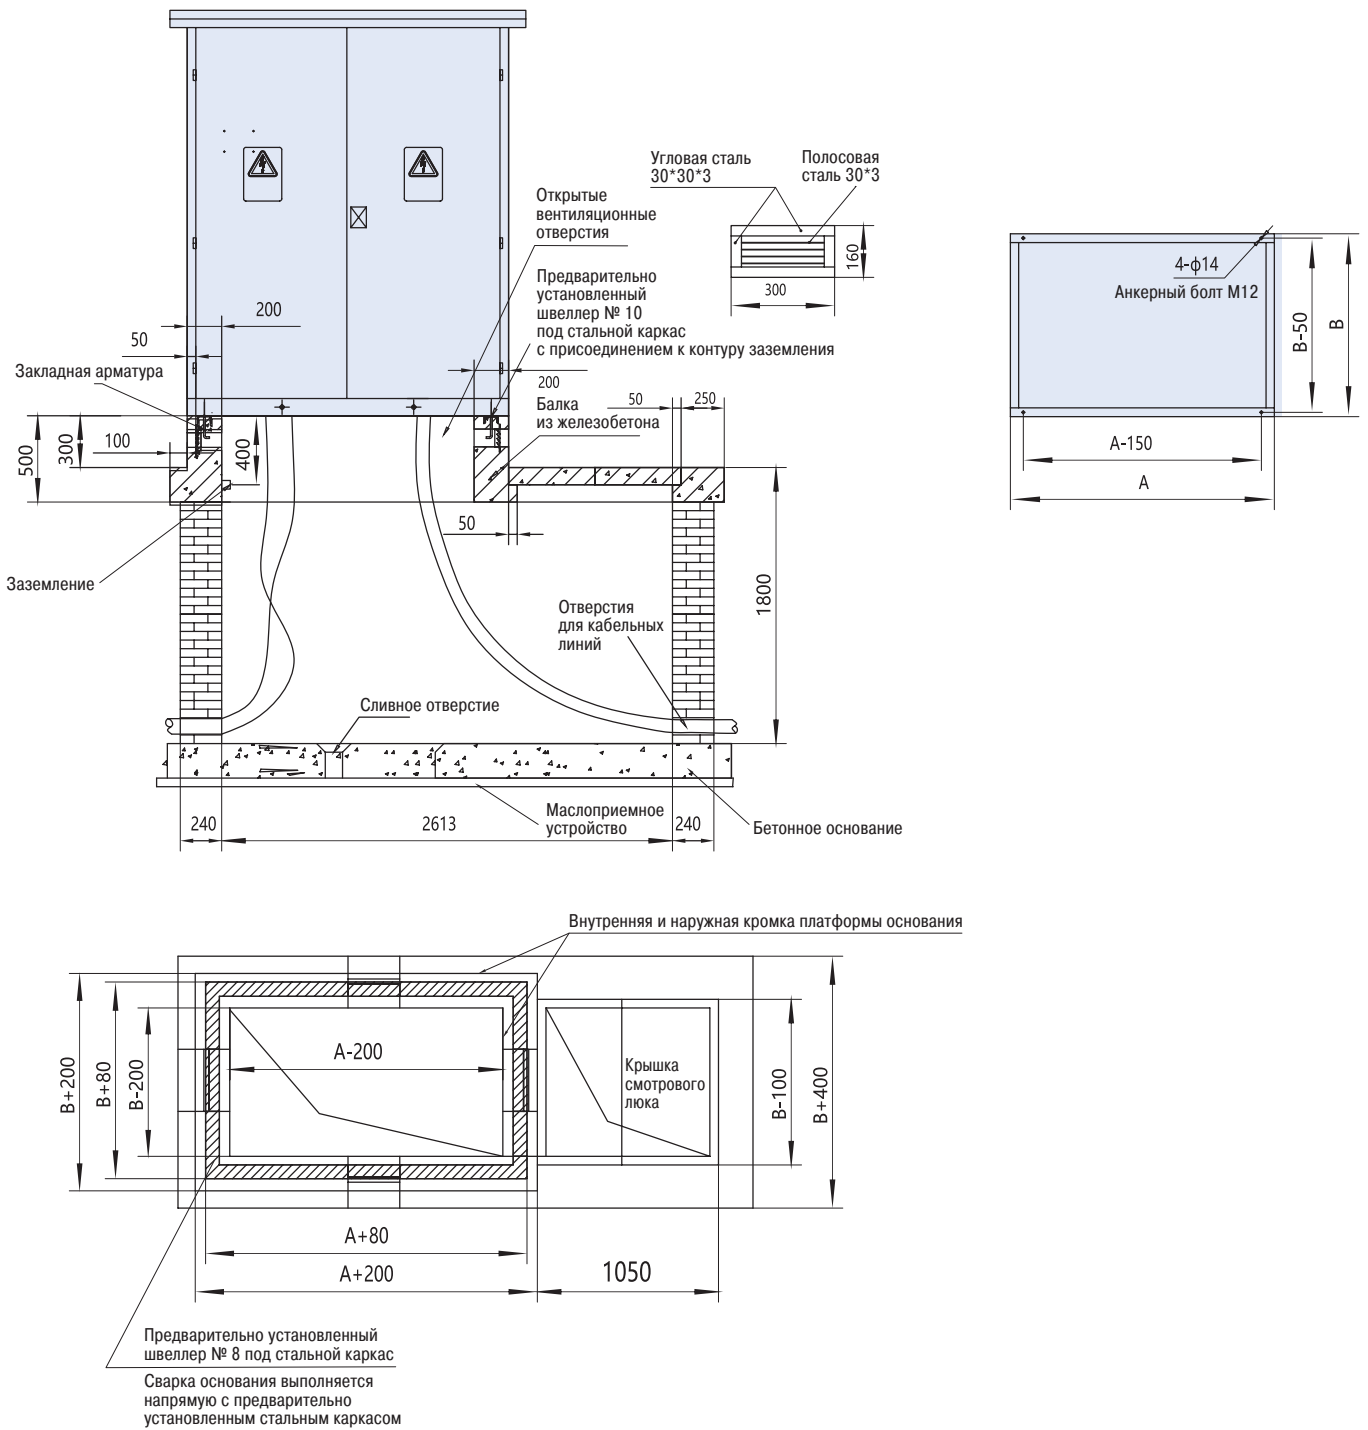 Угловая сталь
30*30*3
Полосовая
сталь 30*3
160
300
Открытые
вентиляционные
отверстия
Предварительно
установленный
швеллер № 10
под стальной каркас
с присоединением к контуру заземления
200
50
Закладная арматура
4-ф14
Анкерный болт М12
B-50
B
A-150
A
200
50
250
Балка
из железобетона
500
300
100
400
50
Заземление
1800
Отверстия
для кабельных
линий
Сливное отверстие
Маслоприемное
устройство
240
2613
240
Бетонное основание
Внутренняя и наружная кромка платформы основания
B+200
B+80
B-200
A-200
Крышка
смотрового
люка
B-100
B+400
A+80
A+200
1050
Предварительно установленный
швеллер № 8 под стальной каркас
Сварка основания выполняется
напрямую с предварительно
установленным стальным каркасом